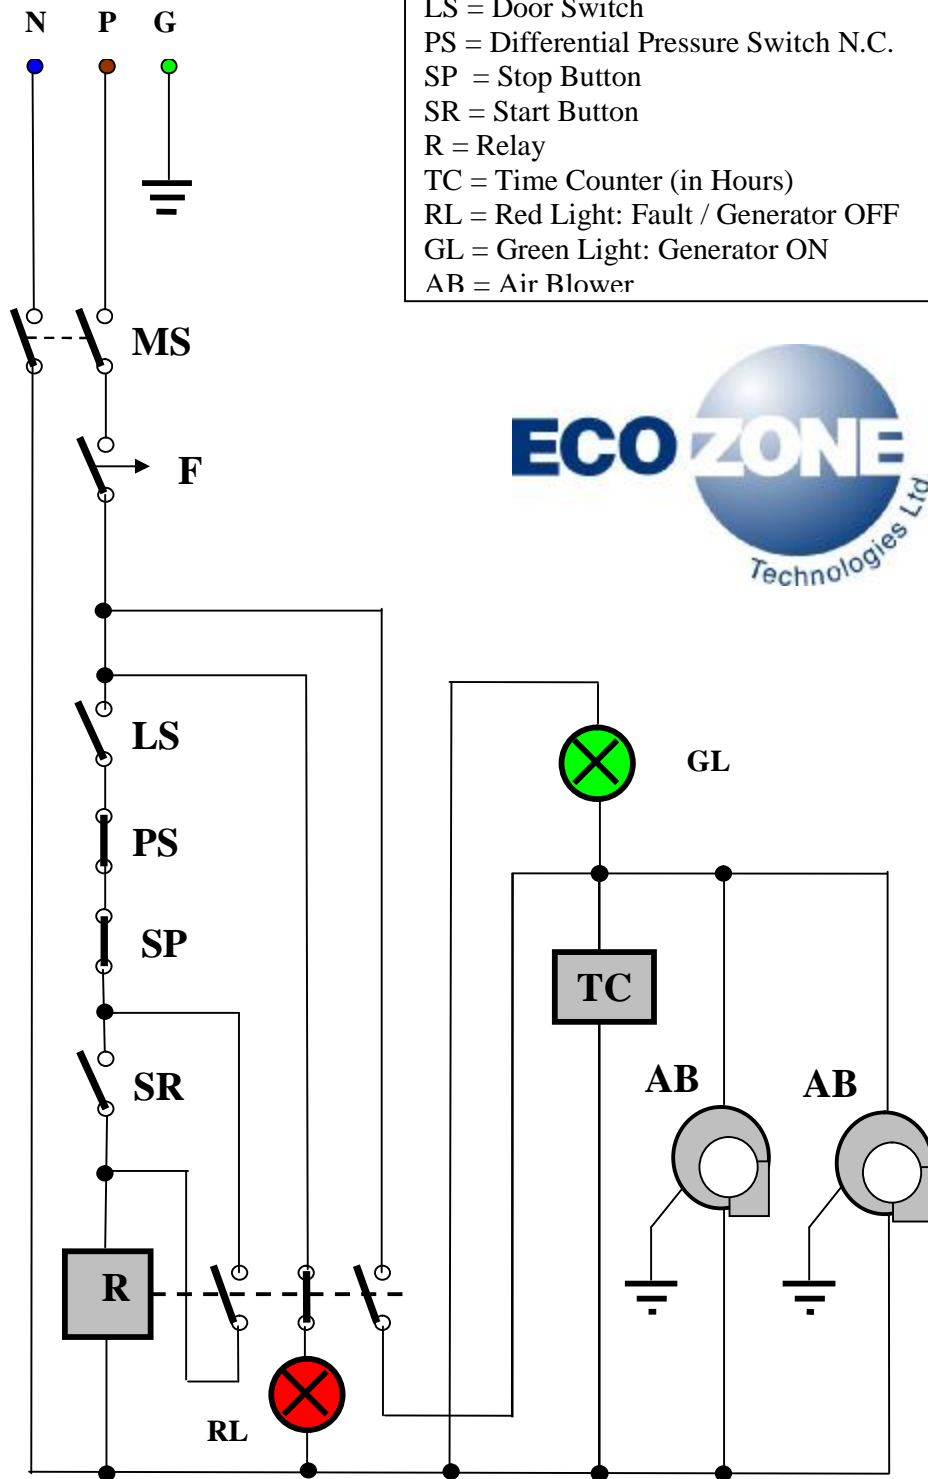 N P G
LS = Door Switch
PS = Differential Pressure Switch N.C.
SP = Stop Button
SR = Start Button
R = Relay
TC = Time Counter (in Hours)
RL = Red Light: Fault / Generator OFF
GL = Green Light: Generator ON
AB = Air Blower
MS
F
ECOZONE
Technologies Ltd
LS
GL
PS
SP
TC
SR
AB
AB
R
RL